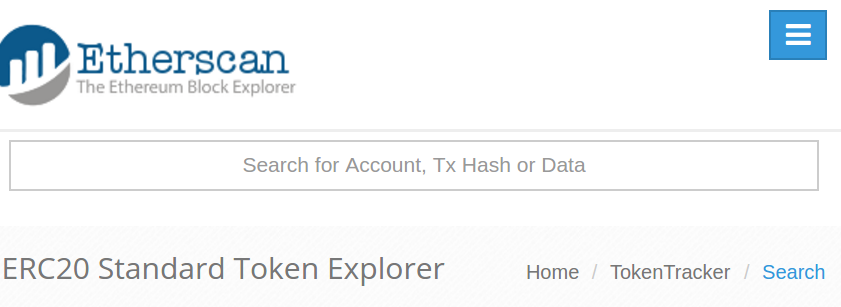 Etherscan
The Ethereum Block Explorer
Search for Account, Tx Hash or Data
ERC20 Standard Token Explorer
Home / TokenTracker / Search